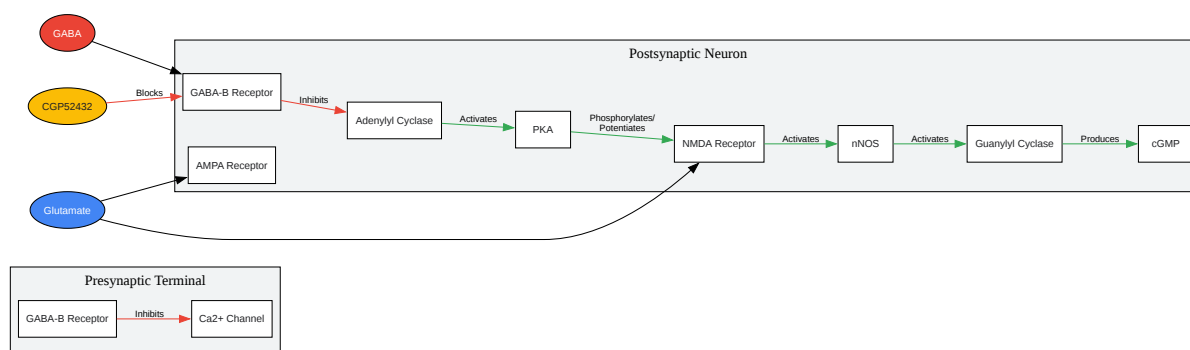 GABA
Postsynaptic Neuron
CGP52432
Blocks
GABA-B Receptor
Inhibits
Adenylyl Cyclase
Activates
PKA
Phosphorylates/
Potentiates
NMDA Receptor
Activates
nNOS
Activates
Guanylyl Cyclase
Produces
cGMP
AMPA Receptor
Glutamate
Presynaptic Terminal
GABA-B Receptor
Inhibits
Ca2+ Channel